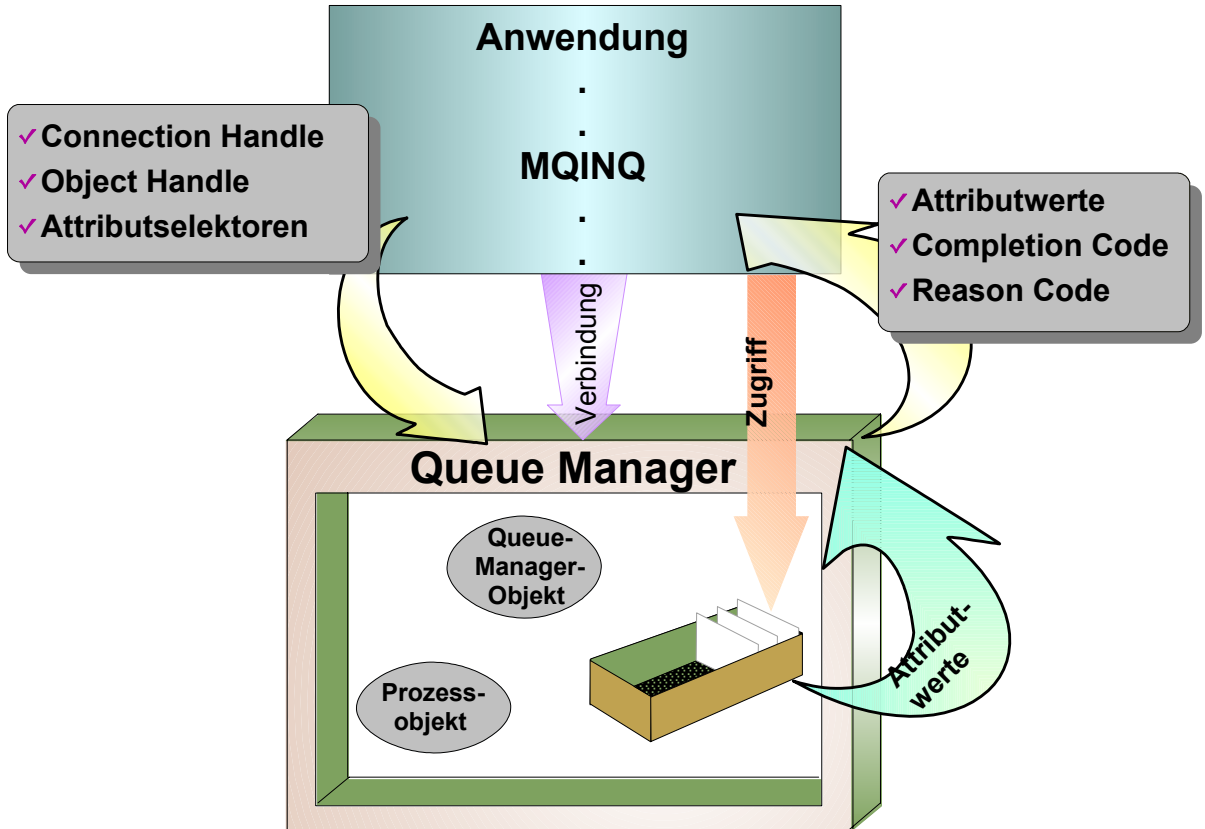 Anwendung
.
.
MQINQ
.
.
✓Connection Handle
✓Object Handle
✓Attributselektoren
✓Attributwerte
✓Completion Code
✓Reason Code
Verbindung
Zugriff
Queue Manager
Queue-
Manager-
Objekt
Prozess-
objekt
Attribut-
werte